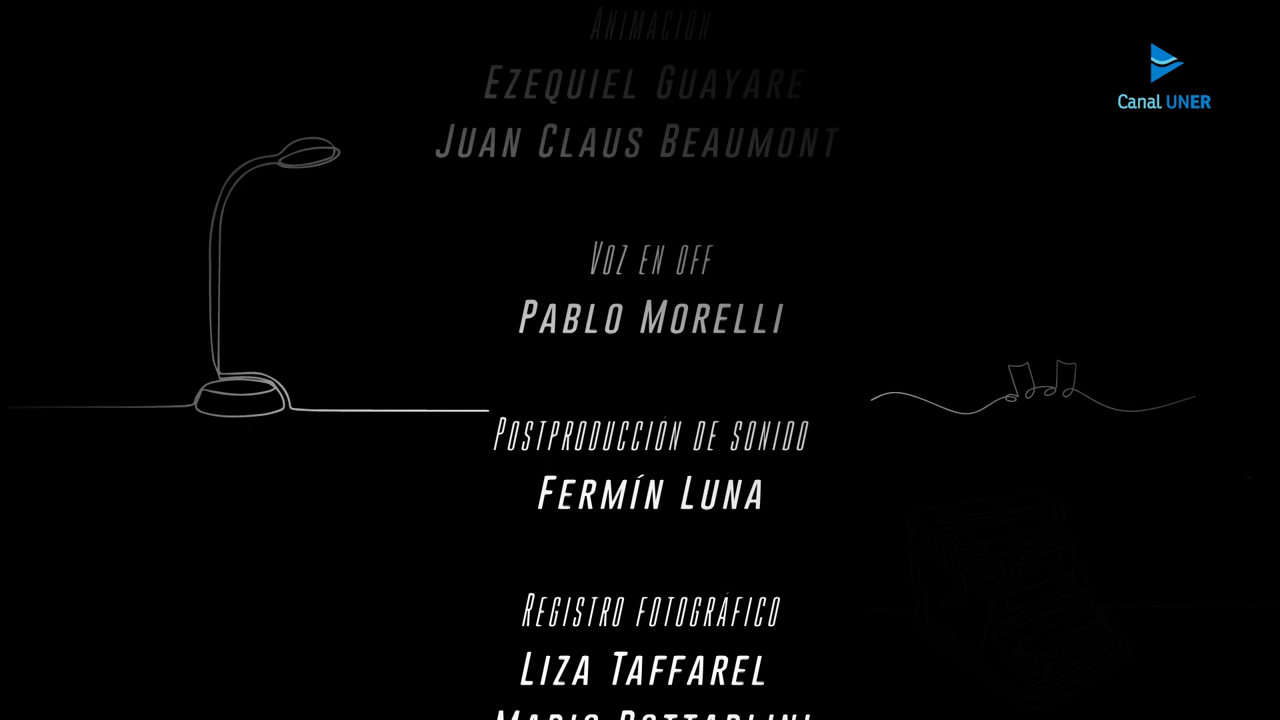 Animación
Ezequiel Guayare
Juan Claus Beaumont
Canal UNER
Voz en off
Pablo Morelli
Postproducción de sonido
Fermín Luna
Registro fotográfico
Liza Taffarel